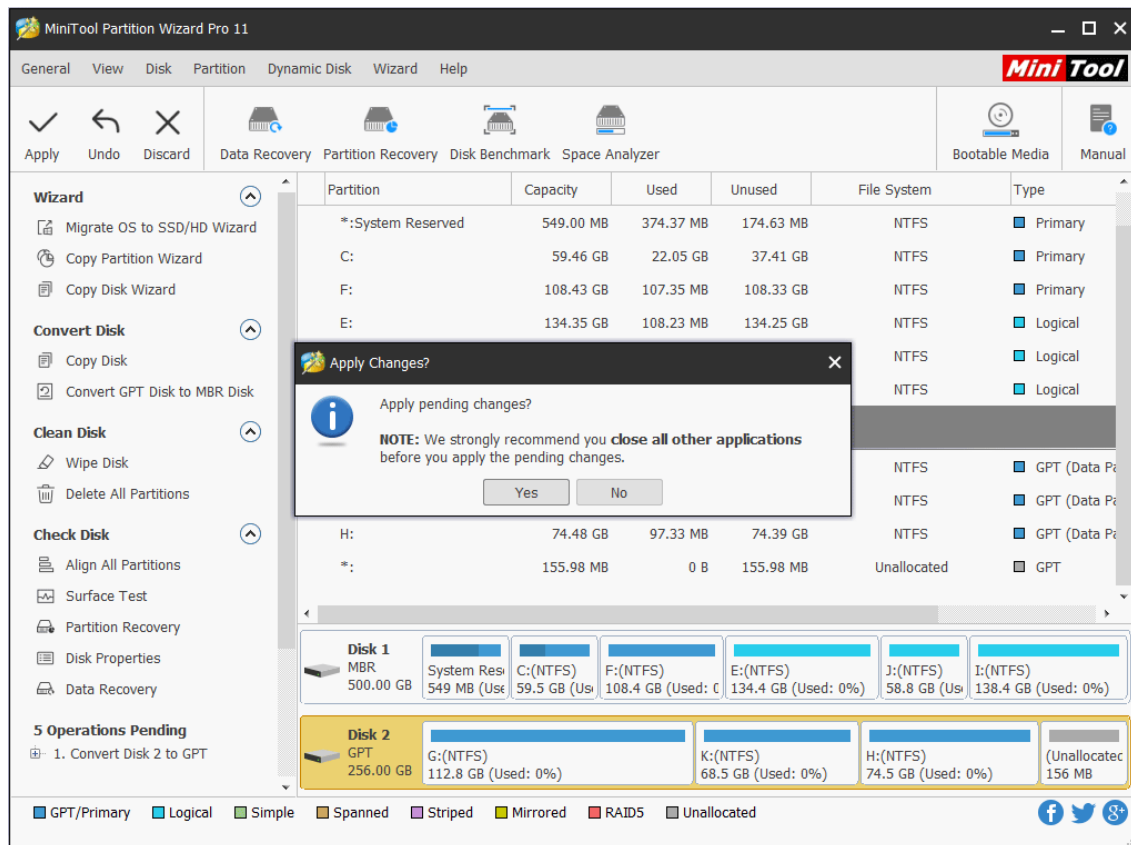 MiniTool Partition Wizard Pro 11
General View Disk Partition Dynamic Disk Wizard Help
Mini Tool
Apply Undo Discard Data Recovery Partition Recovery Disk Benchmark Space Analyzer Bootable Media Manual
Wizard
Migrate OS to SSD/HD Wizard
Copy Partition Wizard
Copy Disk Wizard
Convert Disk
Copy Disk
Convert GPT Disk to MBR Disk
Clean Disk
Wipe Disk
Delete All Partitions
Check Disk
Align All Partitions
Surface Test
Partition Recovery
Disk Properties
Data Recovery
5 Operations Pending
1. Convert Disk 2 to GPT
Partition Capacity Used Unused File System Type
*:System Reserved 549.00 MB 374.37 MB 174.63 MB NTFS Primary
C: 59.46 GB 22.05 GB 37.41 GB NTFS Primary
F: 108.43 GB 107.35 MB 108.33 GB NTFS Primary
E: 134.35 GB 108.23 MB 134.25 GB NTFS Logical
NTFS Logical
NTFS Logical
Apply Changes?
Apply pending changes?
NOTE: We strongly recommend you close all other applications
before you apply the pending changes.
Yes No
NTFS GPT (Data Pa
NTFS GPT (Data Pa
H: 74.48 GB 97.33 MB 74.39 GB NTFS GPT (Data Pa
*: 155.98 MB 0 B 155.98 MB Unallocated GPT
Disk 1
MBR
500.00 GB
System Rese
549 MB (Use
C:(NTFS)
59.5 GB (Us
F:(NTFS)
108.4 GB (Used: 0
E:(NTFS)
134.4 GB (Used: 0%)
J:(NTFS)
58.8 GB (Us
I:(NTFS)
138.4 GB (Used: 0%)
Disk 2
GPT
256.00 GB
G:(NTFS)
112.8 GB (Used: 0%)
K:(NTFS)
68.5 GB (Used: 0%)
H:(NTFS)
74.5 GB (Used: 0%)
(Unallocated
156 MB
GPT/Primary Logical Simple Spanned Striped Mirrored RAID5 Unallocated